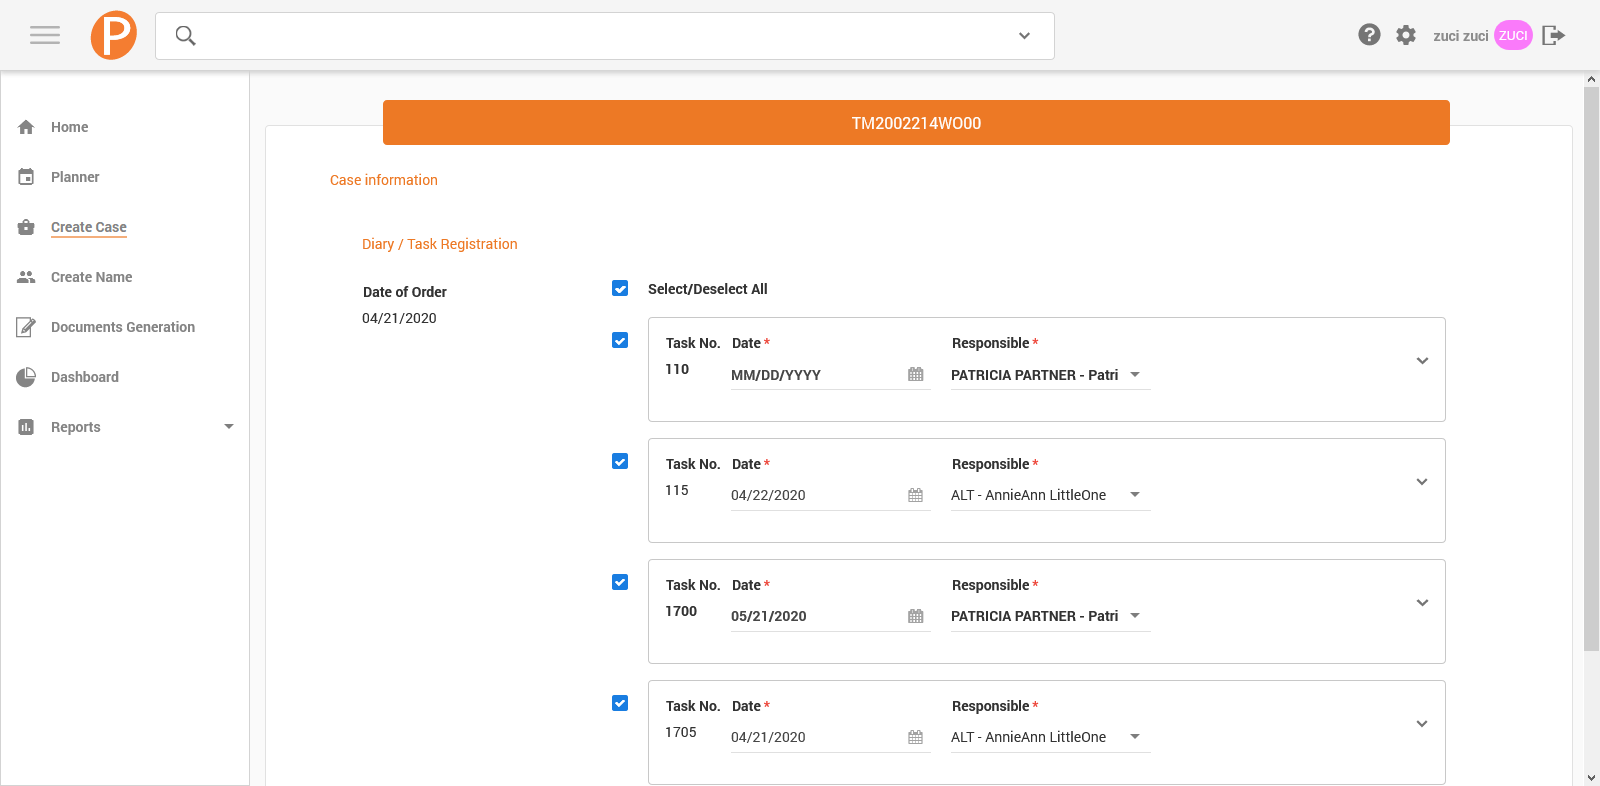 P
zuci zuci ZUCI
Home
Planner
Create Case
Create Name
Documents Generation
Dashboard
Reports
TM2002214WO00
Case information
Diary / Task Registration
Date of Order
04/21/2020
Select/Deselect All
Task No. Date * Responsible *
110 MM/DD/YYYY PATRICIA PARTNER - Patri
Task No. Date * Responsible *
115 04/22/2020 ALT - AnnieAnn LittleOne
Task No. Date * Responsible *
1700 05/21/2020 PATRICIA PARTNER - Patri
Task No. Date * Responsible *
1705 04/21/2020 ALT - AnnieAnn LittleOne